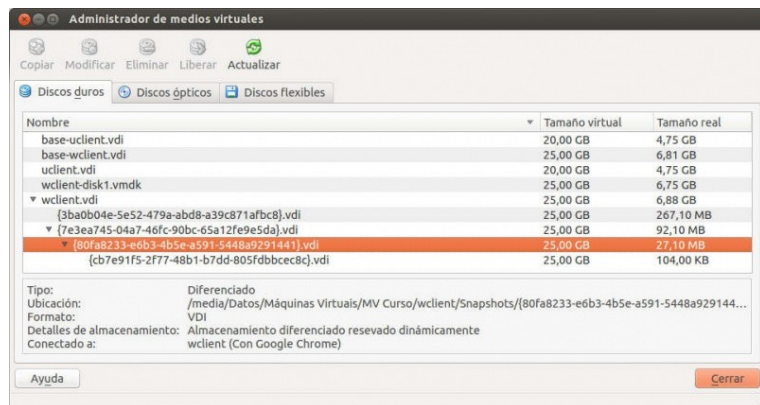 Administrador de medios virtuales
Copiar Modificar Eliminar Liberar Actualizar
Discos duros Discos ópticos Discos flexibles
Nombre Tamaño virtual Tamaño real
base-uclient.vdi 20,00 GB 4,75 GB
base-wclient.vdi 25,00 GB 6,81 GB
uclient.vdi 20,00 GB 4,75 GB
wclient-disk1.vmdk 25,00 GB 6,75 GB
wclient.vdi 25,00 GB 6,88 GB
{3ba0b04e-5e52-479a-abd8-a39c871afbc8}.vdi 25,00 GB 267,10 MB
{7e3ea745-04a7-46fc-90bc-65a12fe9e5da}.vdi 25,00 GB 92,10 MB
{80fa8233-e6b3-4b5e-a591-5448a9291441}.vdi 25,00 GB 27,10 MB
{cb7e91f5-2f77-48b1-b7dd-805fdbbcec8c}.vdi 25,00 GB 104,00 KB
Tipo: Diferenciado
Ubicación: /media/Datos/Máquinas Virtuais/MV Curso/wclient/Snapshots/{80fa8233-e6b3-4b5e-a591-5448a929144...
Formato: VDI
Detalles de almacenamiento: Almacenamiento diferenciado resevado dinámicamente
Conectado a: wclient (Con Google Chrome)
Ayuda Cerrar